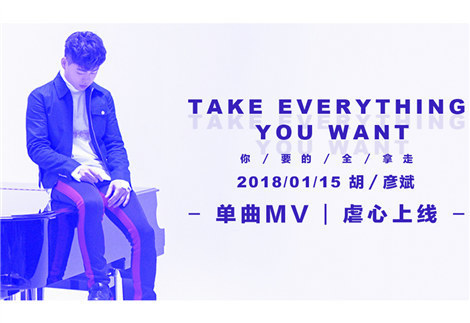 TAKE EVERYTHING
YOU WANT
你/要的/全/拿走
2018/01/15 胡/彦斌
- 单曲MV | 虐心上线 -